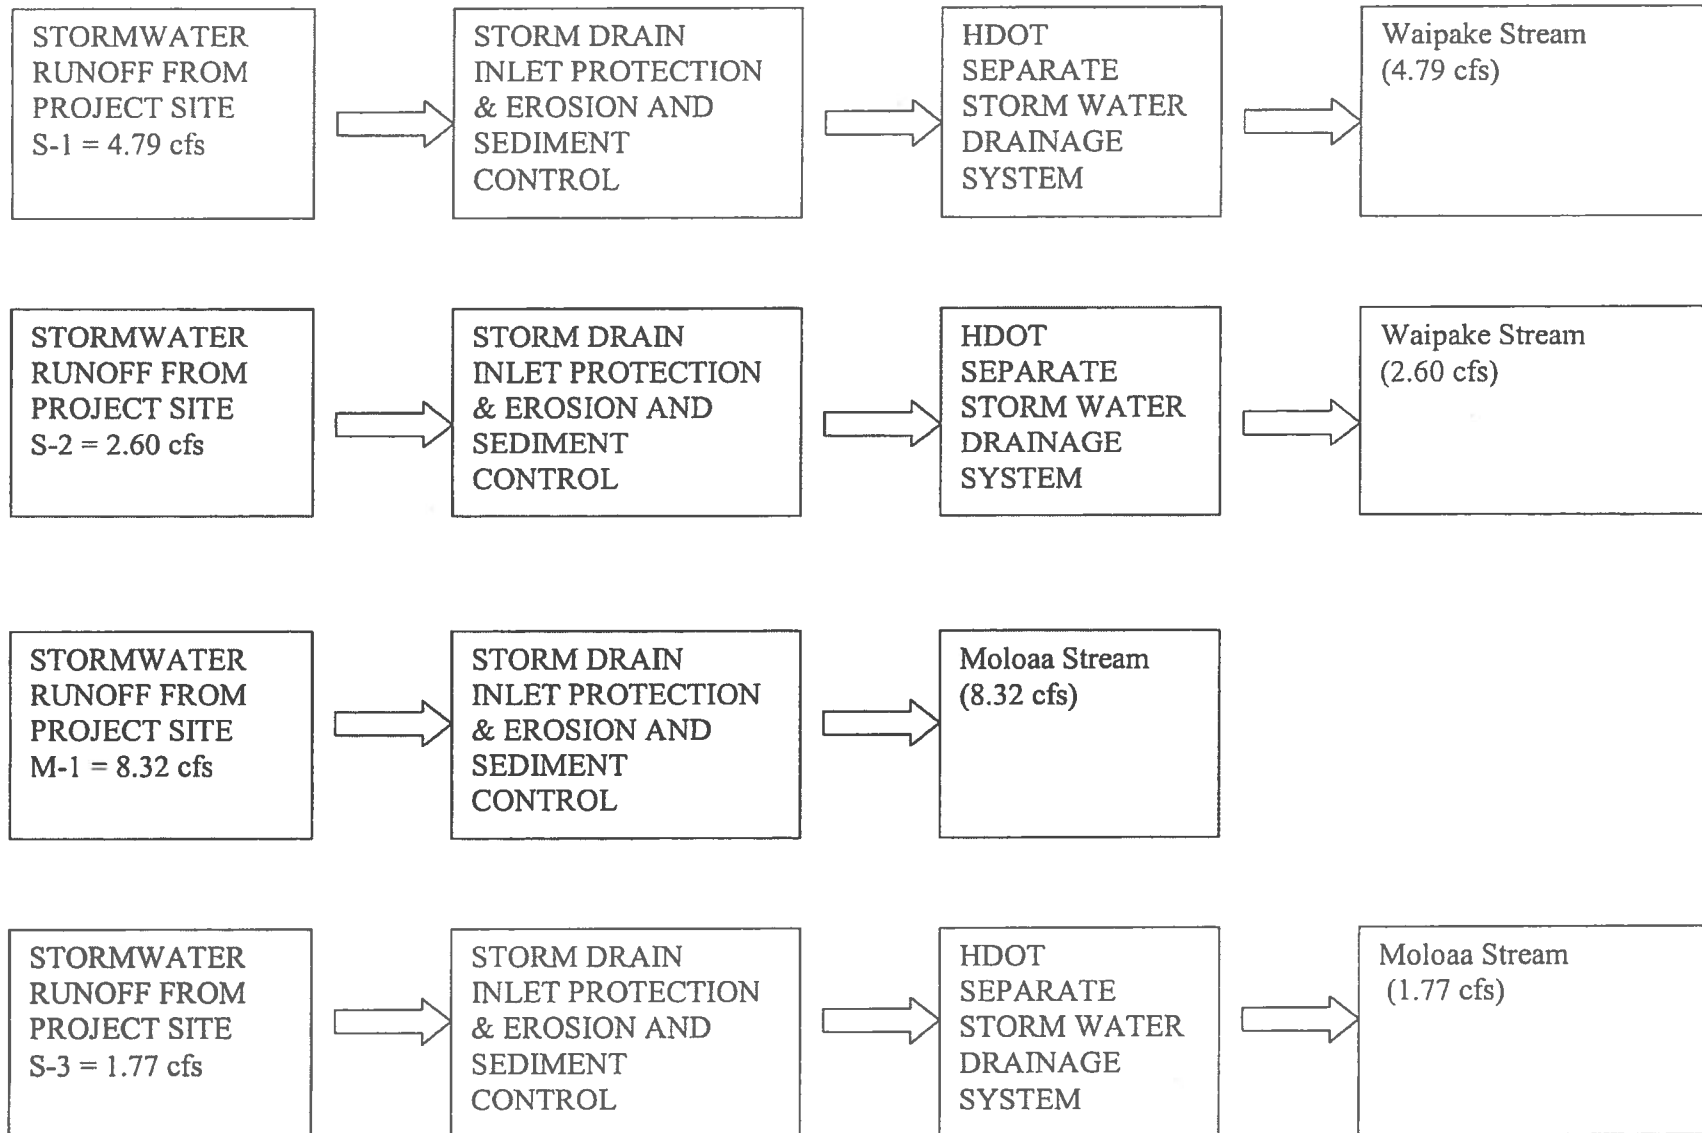 STORMWATER
RUNOFF FROM
PROJECT SITE
S-1 = 4.79 cfs
STORM DRAIN
INLET PROTECTION
& EROSION AND
SEDIMENT
CONTROL
HDOT
SEPARATE
STORM WATER
DRAINAGE
SYSTEM
Waipake Stream
(4.79 cfs)
STORMWATER
RUNOFF FROM
PROJECT SITE
S-2 = 2.60 cfs
STORM DRAIN
INLET PROTECTION
& EROSION AND
SEDIMENT
CONTROL
HDOT
SEPARATE
STORM WATER
DRAINAGE
SYSTEM
Waipake Stream
(2.60 cfs)
STORMWATER
RUNOFF FROM
PROJECT SITE
M-1 = 8.32 cfs
STORM DRAIN
INLET PROTECTION
& EROSION AND
SEDIMENT
CONTROL
Moloaa Stream
(8.32 cfs)
STORMWATER
RUNOFF FROM
PROJECT SITE
S-3 = 1.77 cfs
STORM DRAIN
INLET PROTECTION
& EROSION AND
SEDIMENT
CONTROL
HDOT
SEPARATE
STORM WATER
DRAINAGE
SYSTEM
Moloaa Stream
(1.77 cfs)